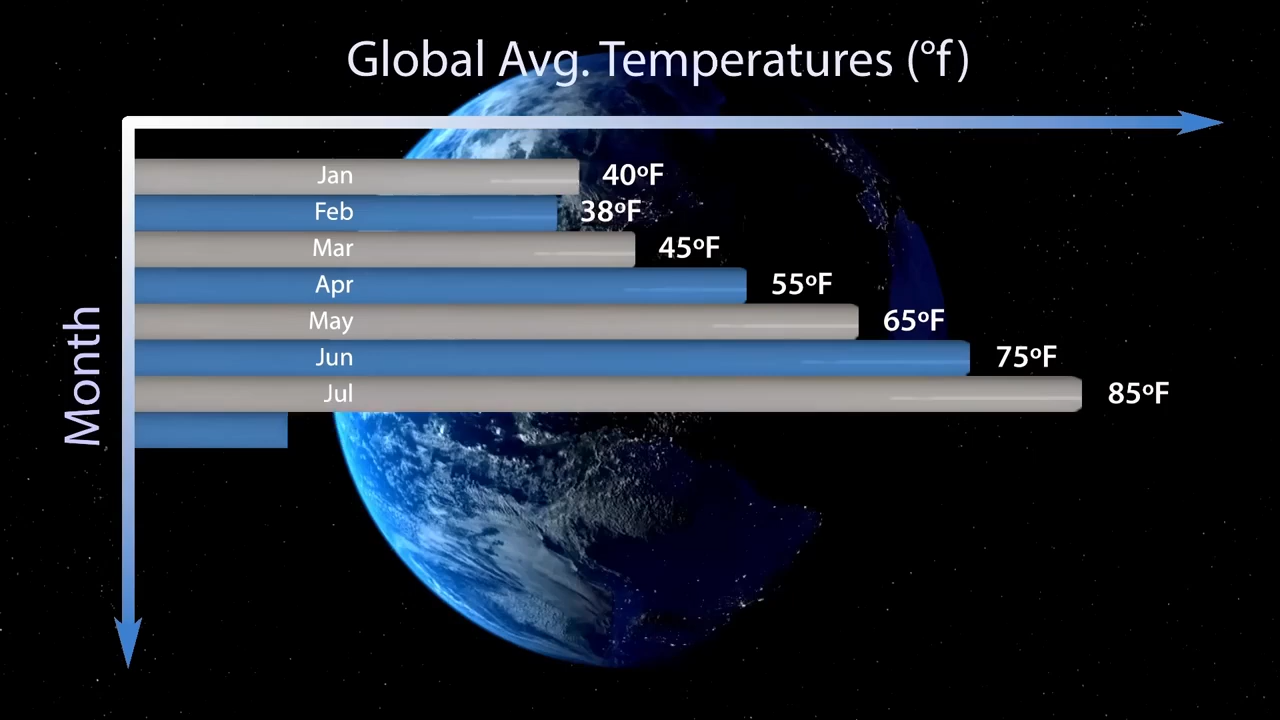 Global Avg. Temperatures (°f)
Jan 40ºF
Feb 38ºF
Mar 45ºF
Apr 55ºF
May 65ºF
Jun 75ºF
Jul 85ºF
Month